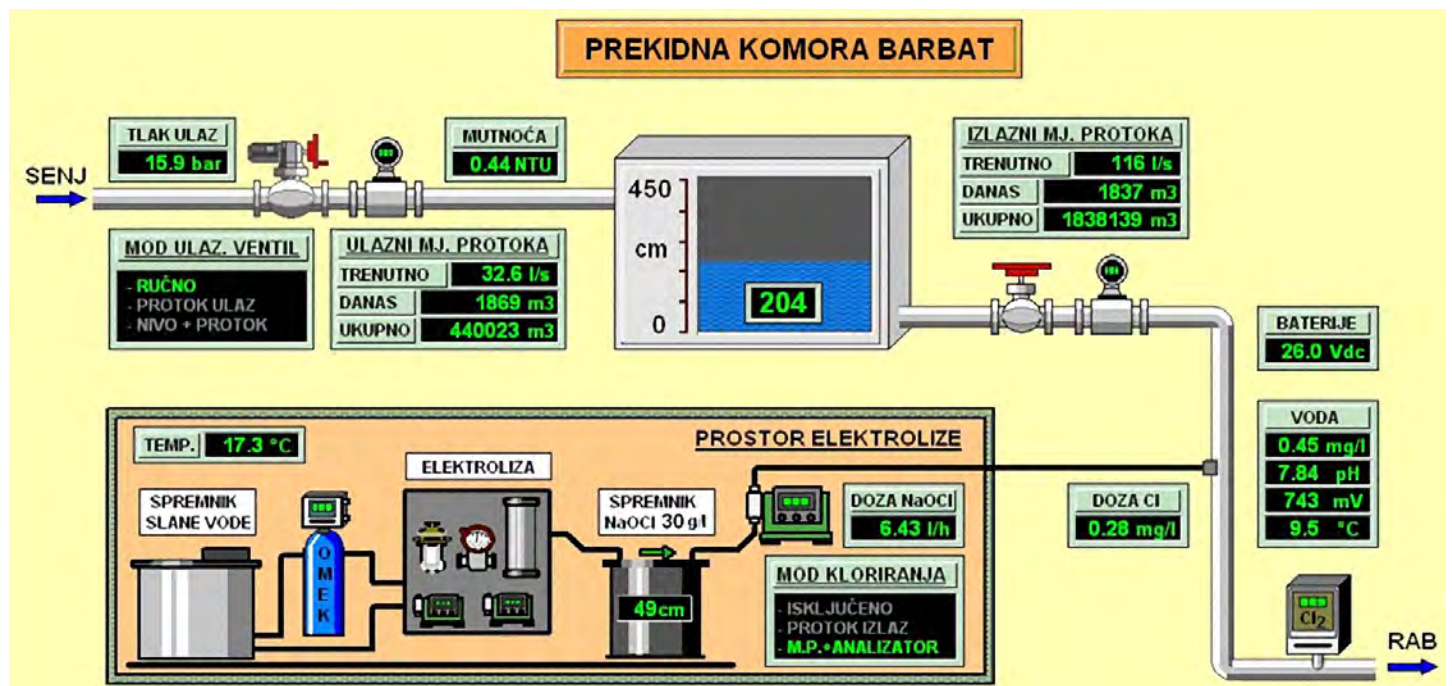 PREKIDNA KOMORA BARBAT
SENJ
TLAK ULAZ
15.9 bar
MUTNOĆA
0.44 NTU
MOD ULAZ. VENTIL
- RUČNO
- PROTOK ULAZ
- NIVO + PROTOK
ULAZNI MJ. PROTOKA
TRENUTNO 32.6 l/s
DANAS 1869 m3
UKUPNO 440023 m3
450
cm
0
204
IZLAZNI MJ. PROTOKA
TRENUTNO 116 l/s
DANAS 1837 m3
UKUPNO 1838139 m3
BATERIJE
26.0 Vdc
VODA
0.45 mg/l
7.84 pH
743 mV
9.5 °C
PROSTOR ELEKTROLIZE
TEMP. 17.3 °C
SPREMNIK
SLANE VODE
OMEK
ELEKTROLIZA
SPREMNIK
NaOCl 30 g/l
49cm
DOZA NaOCl
6.43 l/h
MOD KLORIRANJA
- ISKLJUČENO
- PROTOK IZLAZ
- M.P.+ANALIZATOR
DOZA Cl
0.28 mg/l
Cl2
RAB